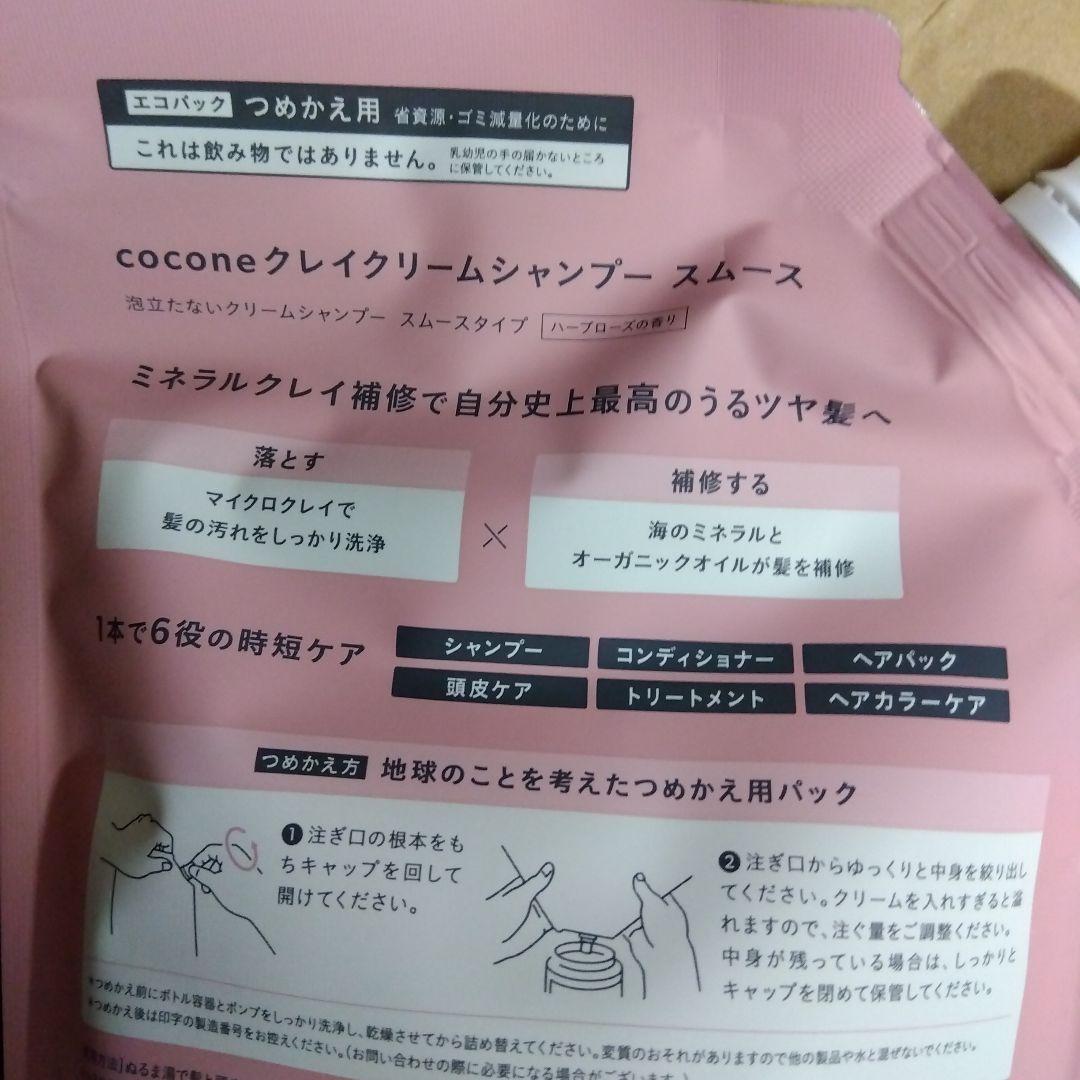 エコパック つめかえ用 省資源・ゴミ減量化のために
これは飲み物ではありません。 乳幼児の手の届かないところ
に保管してください。
coconeクレイクリームシャンプー スムース
泡立たないクリームシャンプー スムースタイプ ハーブローズの香り
ミネラルクレイ補修で自分史上最高のうるツヤ髪へ
落とす
マイクロクレイで
髪の汚れをしっかり洗浄
×
補修する
海のミネラルと
オーガニックオイルが髪を補修
1本で6役の時短ケア
シャンプー コンディショナー ヘアパック
頭皮ケア トリートメント ヘアカラーケア
つめかえ方 地球のことを考えたつめかえ用パック
❶注ぎ口の根本をも
ちキャップを回して
開けてください。
❷注ぎ口からゆっくりと中身を絞り出し
てください。クリームを入れすぎると溢
れますので、注ぐ量をご調整ください。
中身が残っている場合は、しっかりと
キャップを閉めて保管してください。
*つめかえ前にボトル容器とポンプをしっかり洗浄し、乾燥させてから詰め替えてください。変質のおそれがありますので他の製品や水と混ぜないでください。
*つめかえ後は印字の製造番号をお控えください。(お問い合わせの際に必要になる場合がございます。)
方法]ぬるま湯で髪と